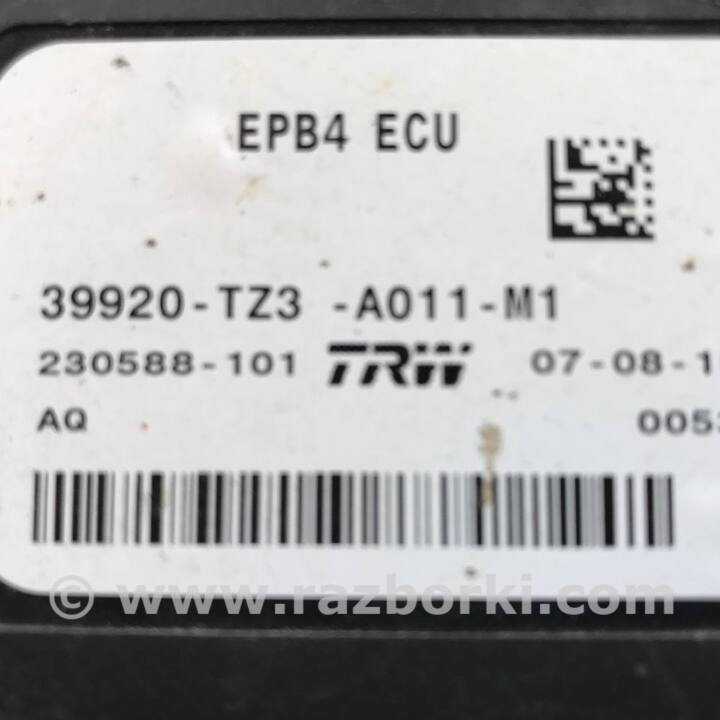 EPB4 ECU
39920-TZ3 -A011-M1
230588-101 TRW 07-08-1
AQ 005
© www.razborki.com